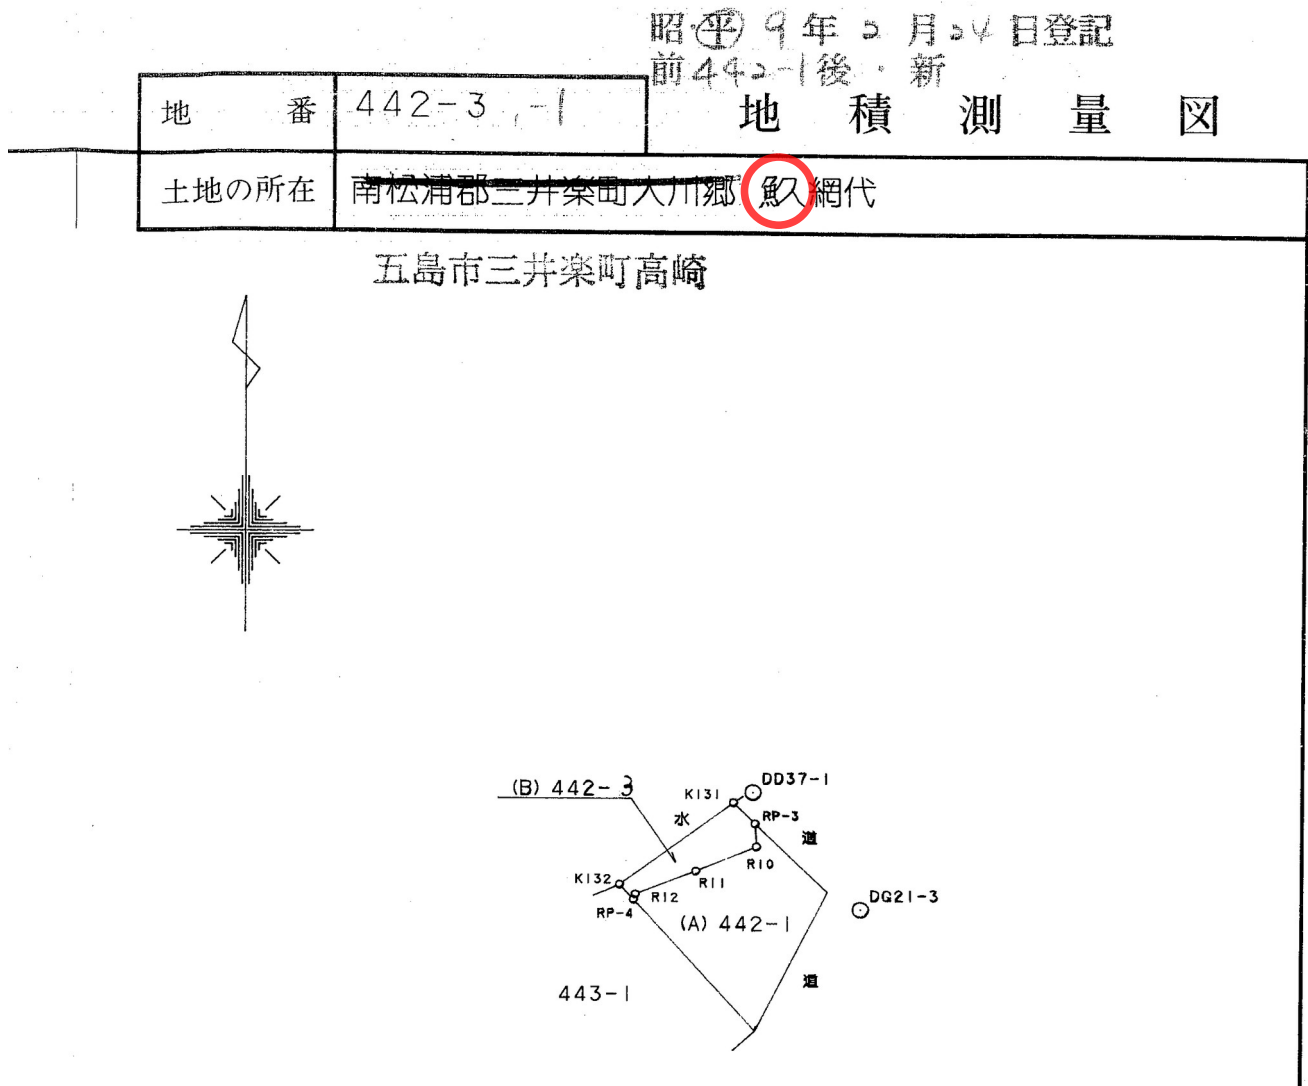 昭・平 9年2月24日登記
前442-1後・新
地番 442-3 , -1
地積測量図
土地の所在 南松浦郡三井楽町大川郷 網代
五島市三井楽町高崎
(B) 442-3
K131
DD37-1
水
RP-3
道
R10
K132
R11
R12
RP-4
DG21-3
(A) 442-1
443-1
道